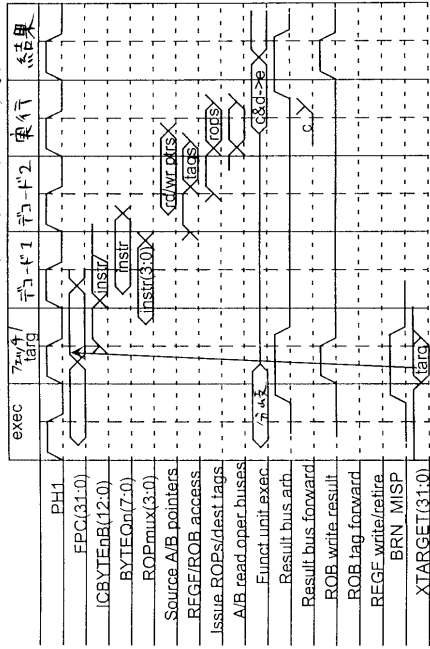 exec
フェッチ/
targ
デコード1
デコード2
実行
結果
PH1
FPC(31:0)
ICBYTEnB(12:0)
instr/
BYTEQn(7:0)
instr
ROPmux(3:0)
instr(3:0)
Source A/B pointers
rd/wr ptrs
REGF/ROB access
tags
Issue ROPs/dest tags
rops
A/B read oper buses
Funct unit exec.
分岐
c&d->e
Result bus arb.
Result bus forward
c
ROB write result
ROB tag forward
REGF write/retire
BRN_MISP
XTARGET(31:0)
targ